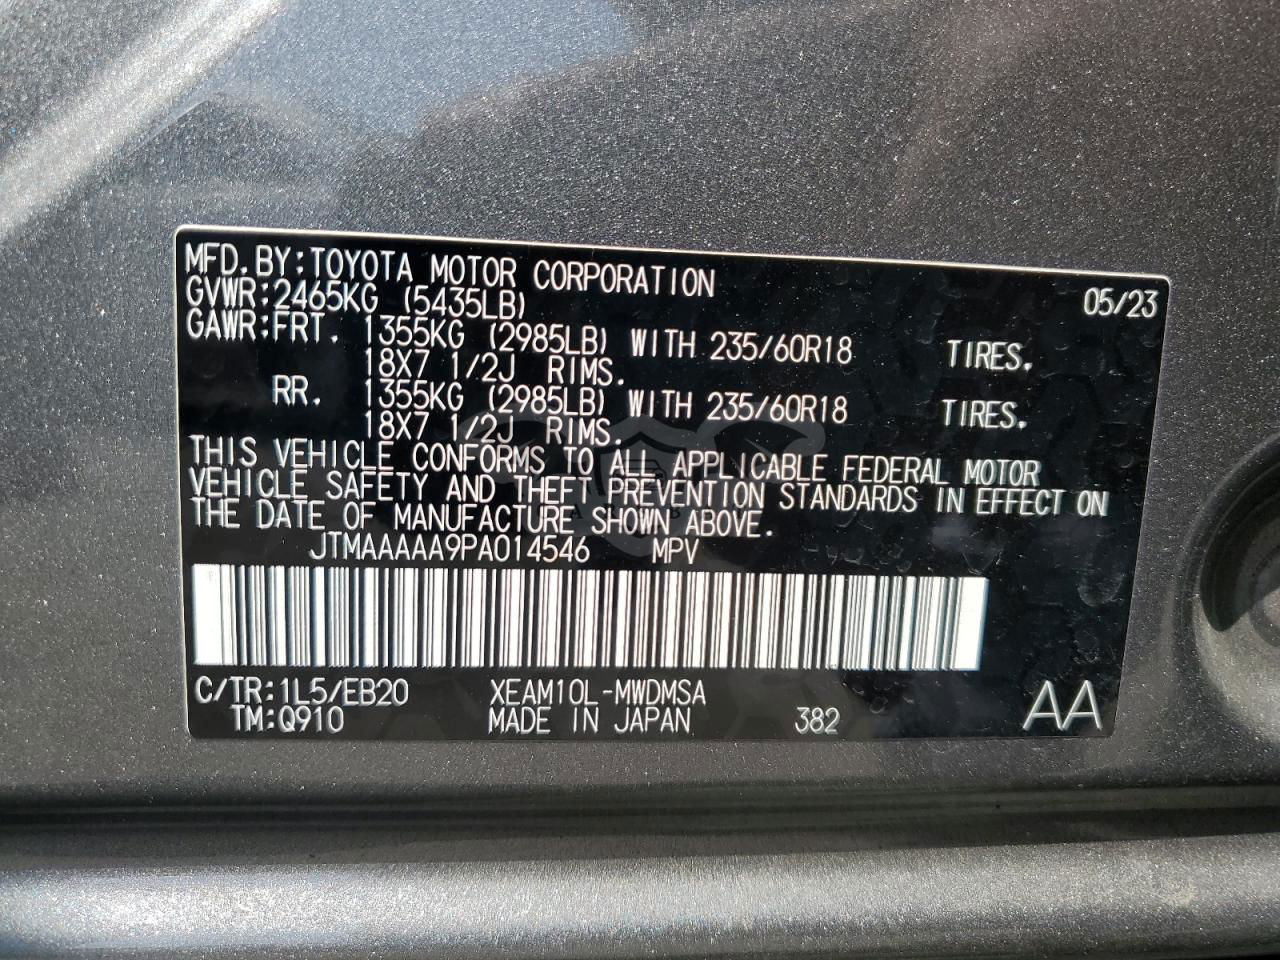 MFD.BY:TOYOTA MOTOR CORPORATION 05/23
GVWR:2465KG (5435LB)
GAWR:FRT. 1355KG (2985LB) WITH 235/60R18 TIRES.
18X7 1/2J RIMS.
RR. 1355KG (2985LB) WITH 235/60R18 TIRES.
18X7 1/2J RIMS.
THIS VEHICLE CONFORMS TO ALL APPLICABLE FEDERAL MOTOR
VEHICLE SAFETY AND THEFT PREVENTION STANDARDS IN EFFECT ON
THE DATE OF MANUFACTURE SHOWN ABOVE.
JTMAAAAA9PA014546 MPV
C/TR:1L5/EB20 XEAM10L-MWDMSA AA
TM:Q910 MADE IN JAPAN 382